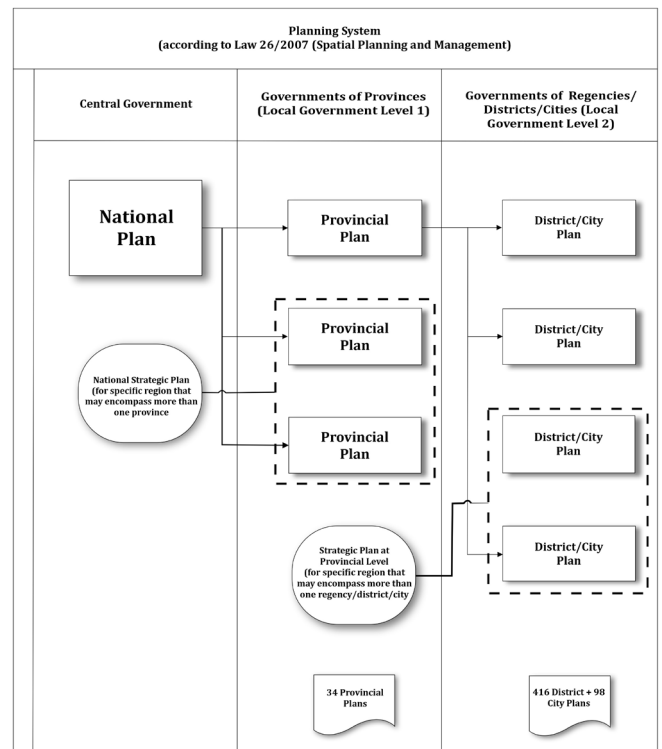 Planning System
(according to Law 26/2007 (Spatial Planning and Management)
Central Government
Governments of Provinces
(Local Government Level 1)
Governments of Regencies/
Districts/Cities (Local
Government Level 2)
National
Plan
Provincial
Plan
District/City
Plan
Provincial
Plan
District/City
Plan
National Strategic Plan
(for specific region that
may encompass more than
one province
Provincial
Plan
District/City
Plan
Strategic Plan at
Provincial Level
(for specific region that
may encompass more than
one regency/district/city
District/City
Plan
34 Provincial
Plans
416 District + 98
City Plans